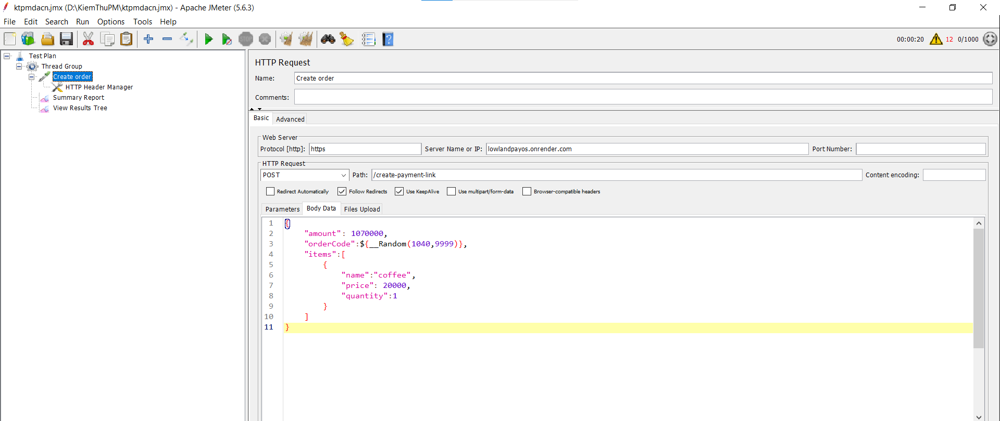 ktpmdacn.jmx (D:\KiemThuPM\ktpmdacn.jmx) - Apache JMeter (5.6.3)
File Edit Search Run Options Tools Help
STOP
00:00:20 12 0/1000
Test Plan
Thread Group
Create order
HTTP Header Manager
Summary Report
View Results Tree
HTTP Request
Name: Create order
Comments:
Basic Advanced
Web Server
Protocol [http]: https Server Name or IP: lowlandpayos.onrender.com Port Number:
HTTP Request
POST Path: /create-payment-link Content encoding:
Redirect Automatically Follow Redirects Use KeepAlive Use multipart/form-data Browser-compatible headers
Parameters Body Data Files Upload
1 {
2 "amount": 1070000,
3 "orderCode":${__Random(1040,9999)},
4 "items":[
5 {
6 "name":"coffee",
7 "price": 20000,
8 "quantity":1
9 }
10 ]
11 }